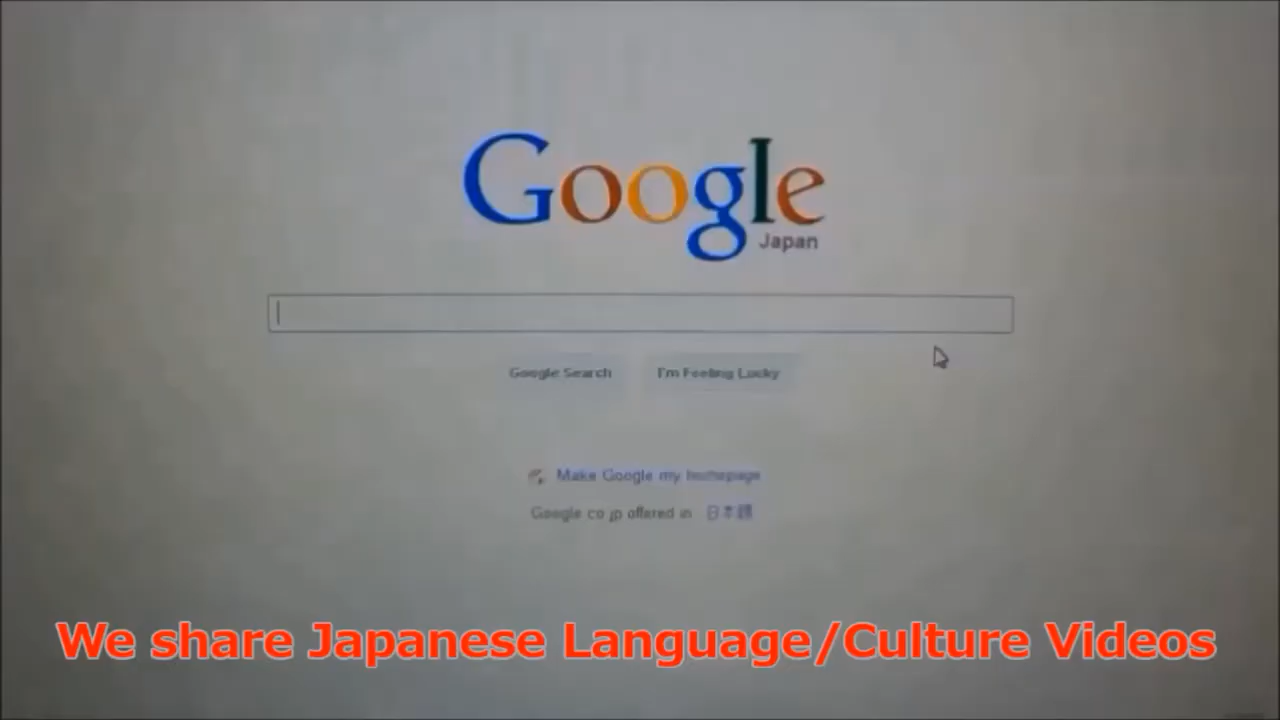 Google
Japan
Google Search I'm Feeling Lucky
Make Google my homepage
Google.co.jp offered in 日本語
We share Japanese Language/Culture Videos